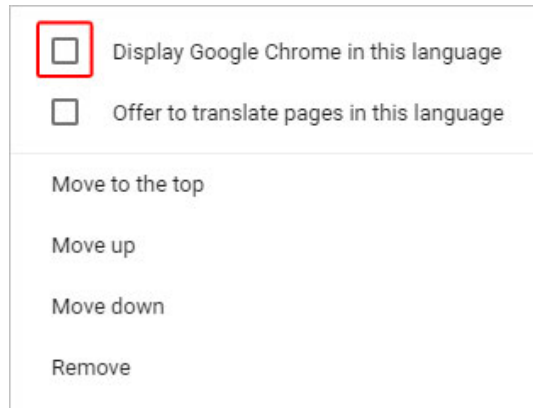 Display Google Chrome in this language
Offer to translate pages in this language
Move to the top
Move up
Move down
Remove